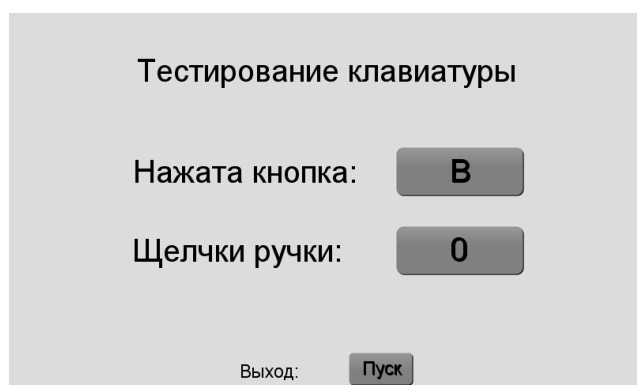 Тестирование клавиатуры
Нажата кнопка: В
Щелчки ручки: 0
Выход: Пуск